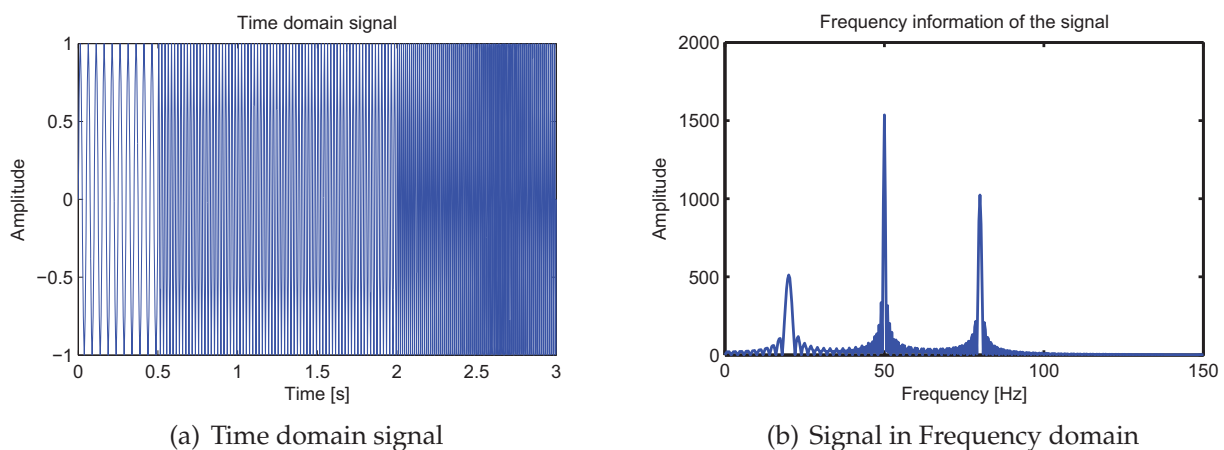 Time domain signal
1
0.5
0
−0.5
−1
Amplitude
0 0.5 1 1.5 2 2.5 3
Time [s]
(a) Time domain signal
Frequency information of the signal
2000
1500
1000
500
0
Amplitude
0 50 100 150
Frequency [Hz]
(b) Signal in Frequency domain